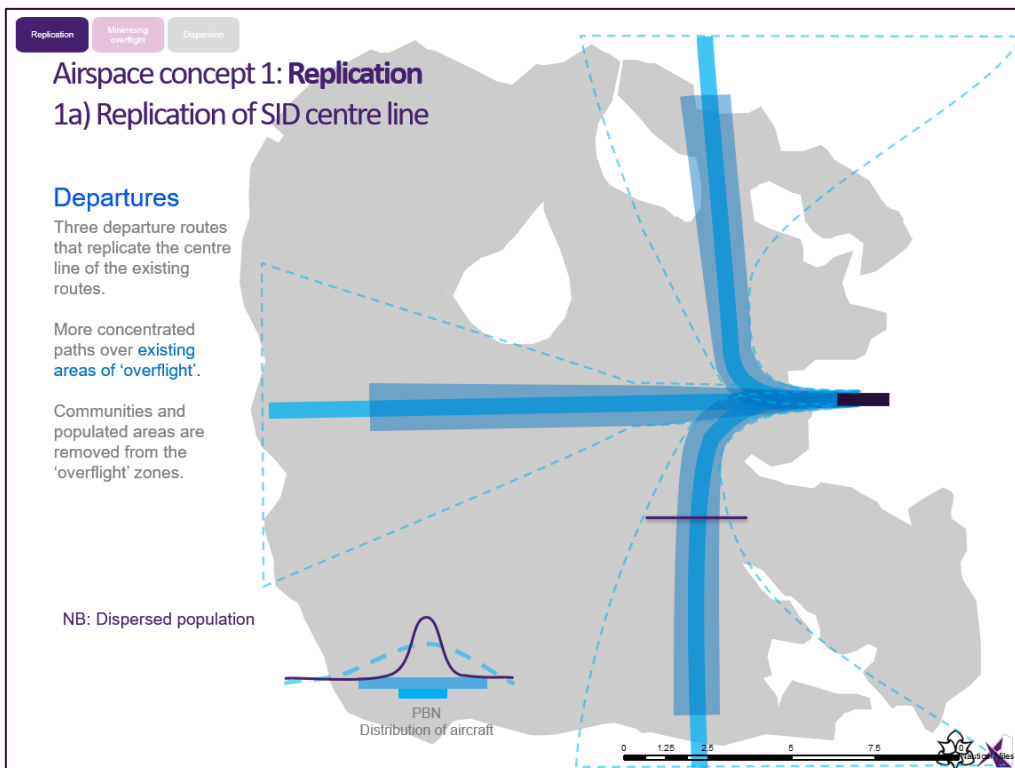 Replication
Minimising
overflight
Dispersion
Airspace concept 1: Replication
1a) Replication of SID centre line
Departures
Three departure routes
that replicate the centre
line of the existing
routes.
More concentrated
paths over existing
areas of ‘overflight’.
Communities and
populated areas are
removed from the
‘overflight’ zones.
NB: Dispersed population
PBN
Distribution of aircraft
0 1.25 2.5 5 7.5